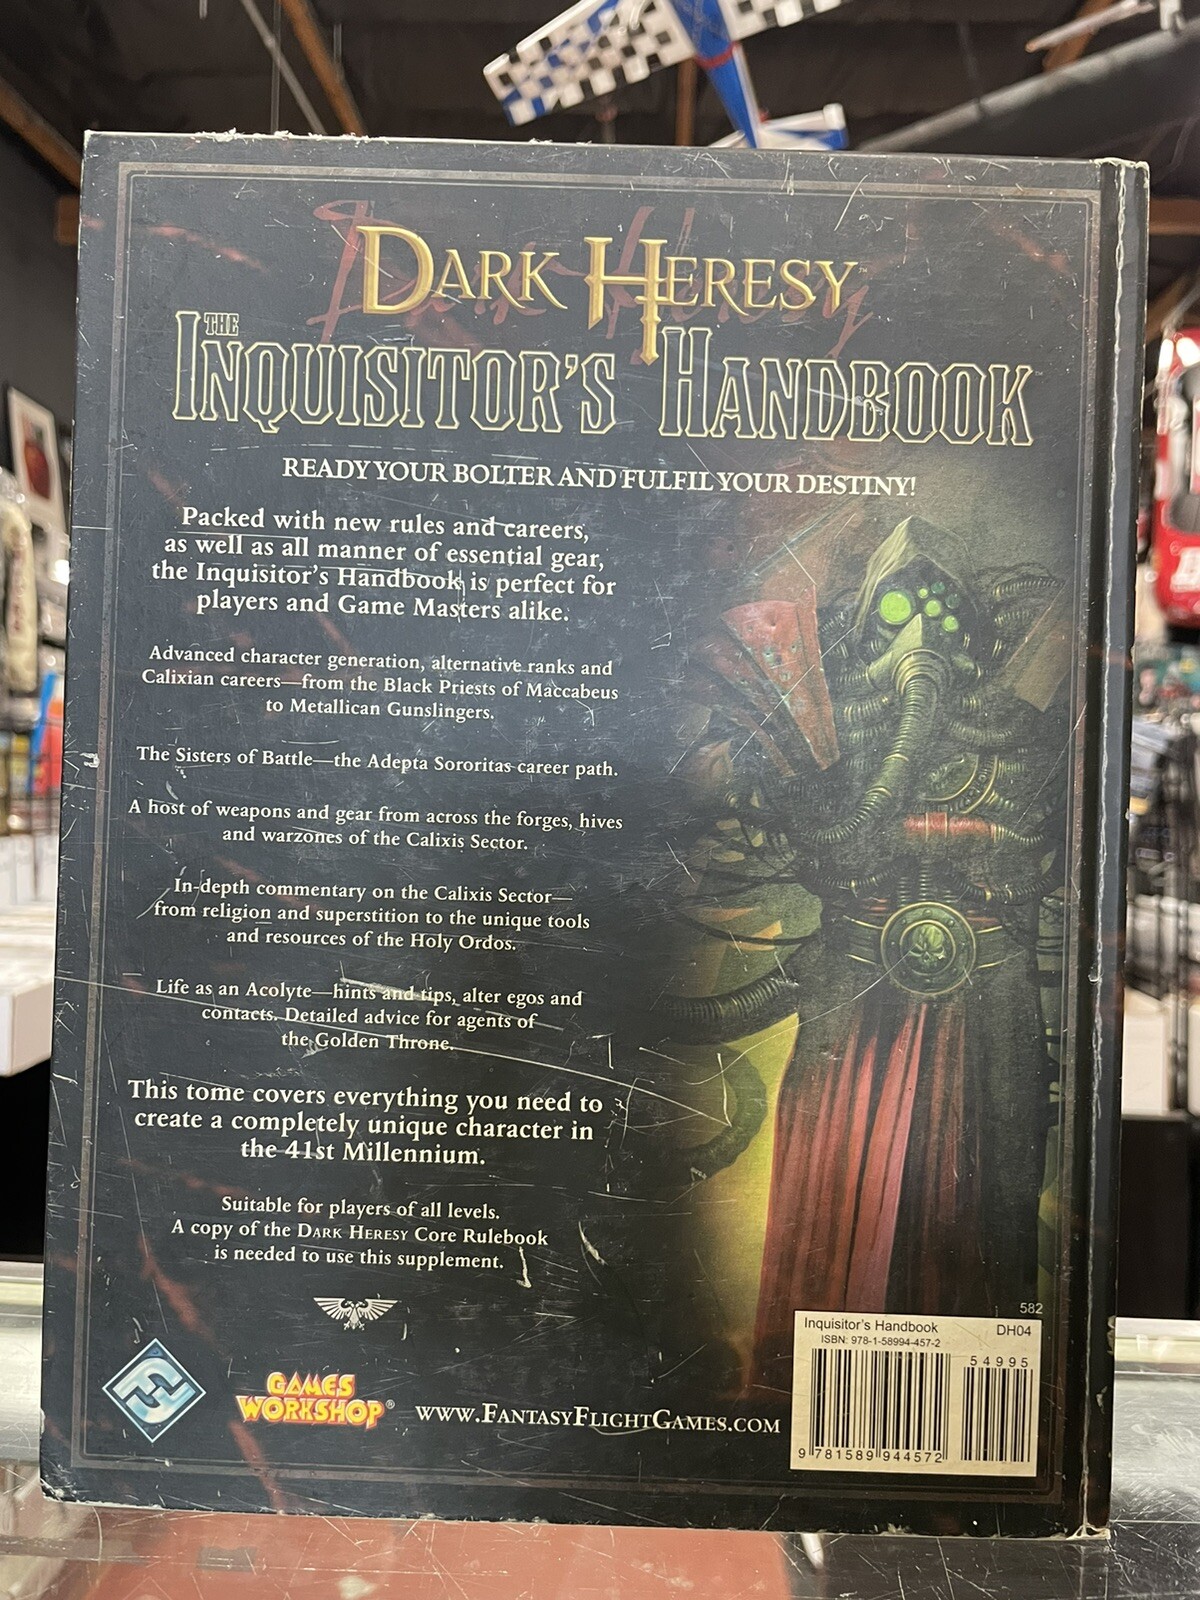 DARK HERESY™
THE
INQUISITOR'S HANDBOOK
READY YOUR BOLTER AND FULFIL YOUR DESTINY!
Packed with new rules and careers,
as well as all manner of essential gear,
the Inquisitor's Handbook is perfect for
players and Game Masters alike.
Advanced character generation, alternative ranks and
Calixian careers—from the Black Priests of Maccabeus
to Metallican Gunslingers.
The Sisters of Battle—the Adepta Sororitas career path.
A host of weapons and gear from across the forges, hives
and warzones of the Calixis Sector.
In-depth commentary on the Calixis Sector—
from religion and superstition to the unique tools
and resources of the Holy Ordos.
Life as an Acolyte—hints and tips, alter egos and
contacts. Detailed advice for agents of
the Golden Throne.
This tome covers everything you need to
create a completely unique character in
the 41st Millennium.
Suitable for players of all levels.
A copy of the DARK HERESY Core Rulebook
is needed to use this supplement.
GAMES
WORKSHOP®
WWW.FANTASYFLIGHTGAMES.COM
582
Inquisitor's Handbook DH04
ISBN: 978-1-58994-457-2
54995
9 781589 944572